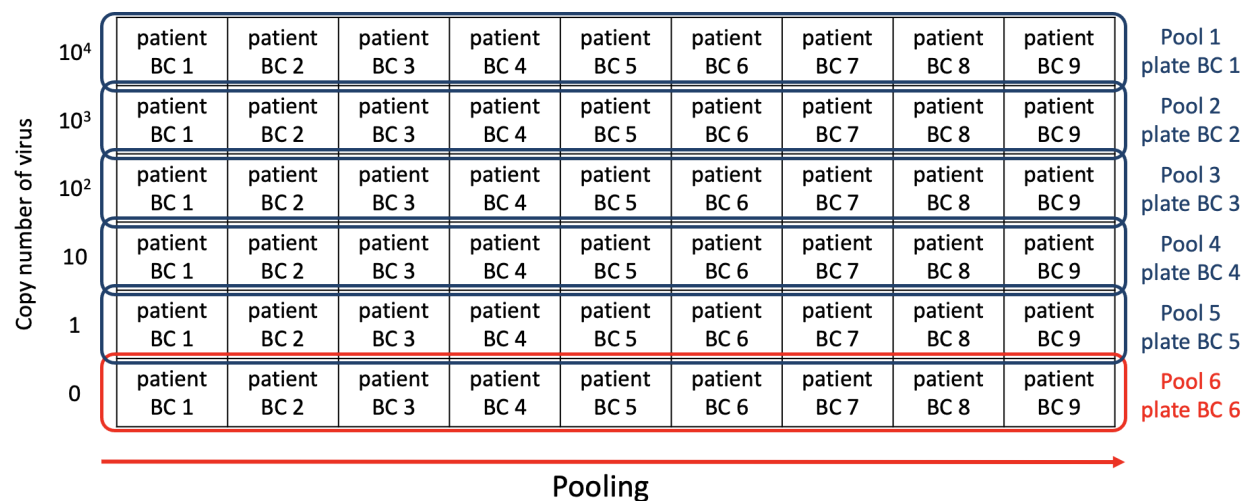 Copy number of virus
10⁴
patient patient patient patient patient patient patient patient patient
BC 1 BC 2 BC 3 BC 4 BC 5 BC 6 BC 7 BC 8 BC 9
Pool 1
plate BC 1
10³
patient patient patient patient patient patient patient patient patient
BC 1 BC 2 BC 3 BC 4 BC 5 BC 6 BC 7 BC 8 BC 9
Pool 2
plate BC 2
10²
patient patient patient patient patient patient patient patient patient
BC 1 BC 2 BC 3 BC 4 BC 5 BC 6 BC 7 BC 8 BC 9
Pool 3
plate BC 3
10
patient patient patient patient patient patient patient patient patient
BC 1 BC 2 BC 3 BC 4 BC 5 BC 6 BC 7 BC 8 BC 9
Pool 4
plate BC 4
1
patient patient patient patient patient patient patient patient patient
BC 1 BC 2 BC 3 BC 4 BC 5 BC 6 BC 7 BC 8 BC 9
Pool 5
plate BC 5
0
patient patient patient patient patient patient patient patient patient
BC 1 BC 2 BC 3 BC 4 BC 5 BC 6 BC 7 BC 8 BC 9
Pool 6
plate BC 6
Pooling